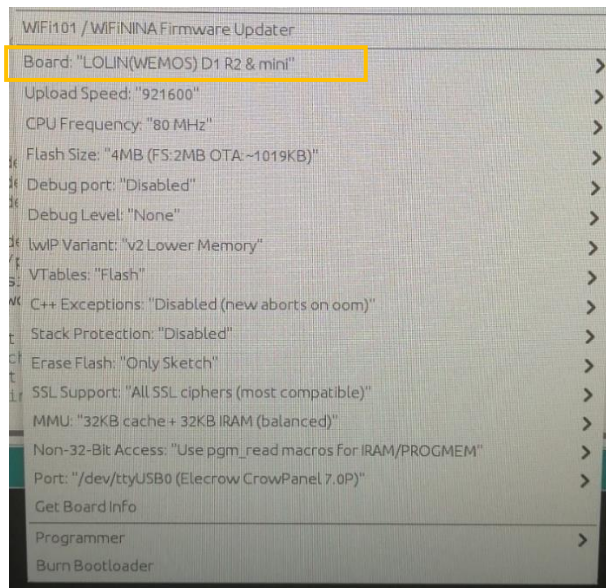 WiFi101 / WiFiNINA Firmware Updater
Board: "LOLIN(WEMOS) D1 R2 & mini"
Upload Speed: "921600"
CPU Frequency: "80 MHz"
Flash Size: "4MB (FS:2MB OTA:~1019KB)"
Debug port: "Disabled"
Debug Level: "None"
lwIP Variant: "v2 Lower Memory"
VTables: "Flash"
C++ Exceptions: "Disabled (new aborts on oom)"
Stack Protection: "Disabled"
Erase Flash: "Only Sketch"
SSL Support: "All SSL ciphers (most compatible)"
MMU: "32KB cache + 32KB IRAM (balanced)"
Non-32-Bit Access: "Use pgm_read macros for IRAM/PROGMEM"
Port: "/dev/ttyUSB0 (Elecrow CrowPanel 7.0P)"
Get Board Info
Programmer
Burn Bootloader